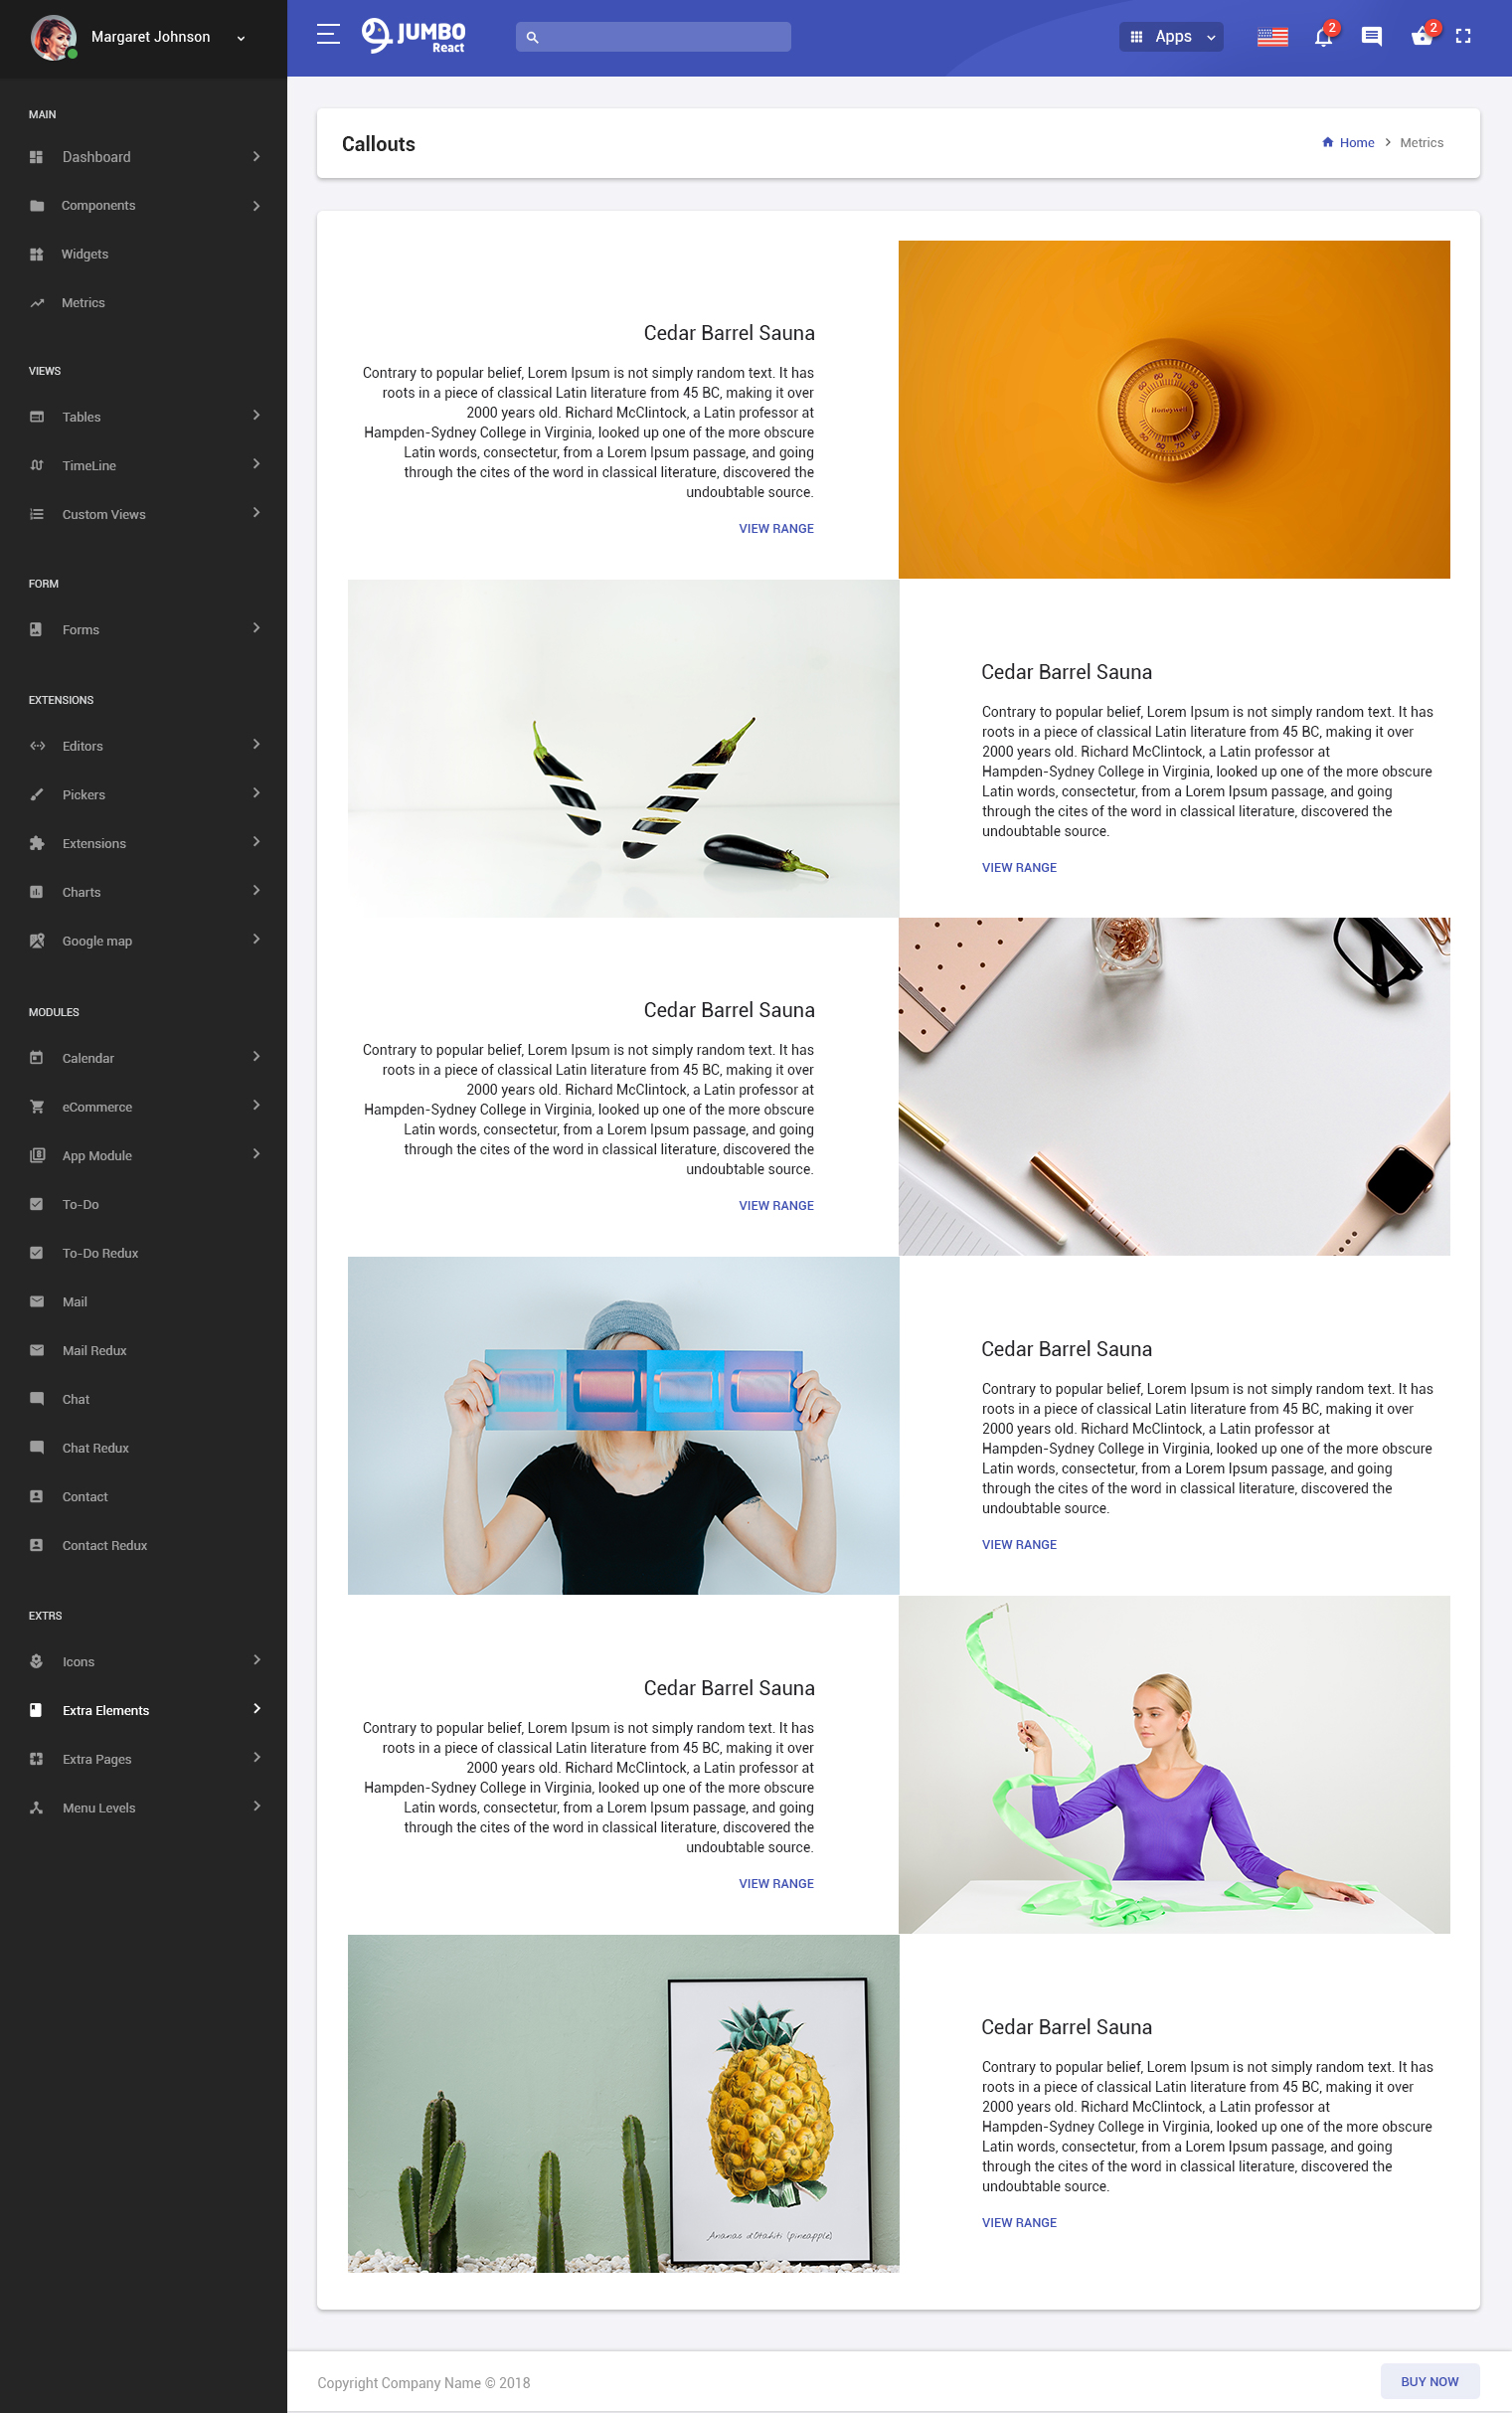 Margaret Johnson
JUMBO
React
Apps
2
2
MAIN
Dashboard
Components
Widgets
Metrics
VIEWS
Tables
TimeLine
Custom Views
FORM
Forms
EXTENSIONS
Editors
Pickers
Extensions
Charts
Google map
MODULES
Calendar
eCommerce
App Module
To-Do
To-Do Redux
Mail
Mail Redux
Chat
Chat Redux
Contact
Contact Redux
EXTRS
Icons
Extra Elements
Extra Pages
Menu Levels
Callouts
Home
Metrics
Cedar Barrel Sauna
Contrary to popular belief, Lorem Ipsum is not simply random text. It has
roots in a piece of classical Latin literature from 45 BC, making it over
2000 years old. Richard McClintock, a Latin professor at
Hampden-Sydney College in Virginia, looked up one of the more obscure
Latin words, consectetur, from a Lorem Ipsum passage, and going
through the cites of the word in classical literature, discovered the
undoubtable source.
VIEW RANGE
60 70 80
Honeywell
50 60 70 80 90
Cedar Barrel Sauna
Contrary to popular belief, Lorem Ipsum is not simply random text. It has
roots in a piece of classical Latin literature from 45 BC, making it over
2000 years old. Richard McClintock, a Latin professor at
Hampden-Sydney College in Virginia, looked up one of the more obscure
Latin words, consectetur, from a Lorem Ipsum passage, and going
through the cites of the word in classical literature, discovered the
undoubtable source.
VIEW RANGE
Cedar Barrel Sauna
Contrary to popular belief, Lorem Ipsum is not simply random text. It has
roots in a piece of classical Latin literature from 45 BC, making it over
2000 years old. Richard McClintock, a Latin professor at
Hampden-Sydney College in Virginia, looked up one of the more obscure
Latin words, consectetur, from a Lorem Ipsum passage, and going
through the cites of the word in classical literature, discovered the
undoubtable source.
VIEW RANGE
Cedar Barrel Sauna
Contrary to popular belief, Lorem Ipsum is not simply random text. It has
roots in a piece of classical Latin literature from 45 BC, making it over
2000 years old. Richard McClintock, a Latin professor at
Hampden-Sydney College in Virginia, looked up one of the more obscure
Latin words, consectetur, from a Lorem Ipsum passage, and going
through the cites of the word in classical literature, discovered the
undoubtable source.
VIEW RANGE
Cedar Barrel Sauna
Contrary to popular belief, Lorem Ipsum is not simply random text. It has
roots in a piece of classical Latin literature from 45 BC, making it over
2000 years old. Richard McClintock, a Latin professor at
Hampden-Sydney College in Virginia, looked up one of the more obscure
Latin words, consectetur, from a Lorem Ipsum passage, and going
through the cites of the word in classical literature, discovered the
undoubtable source.
VIEW RANGE
Ananas d'Otahiti (pineapple)
Cedar Barrel Sauna
Contrary to popular belief, Lorem Ipsum is not simply random text. It has
roots in a piece of classical Latin literature from 45 BC, making it over
2000 years old. Richard McClintock, a Latin professor at
Hampden-Sydney College in Virginia, looked up one of the more obscure
Latin words, consectetur, from a Lorem Ipsum passage, and going
through the cites of the word in classical literature, discovered the
undoubtable source.
VIEW RANGE
Copyright Company Name © 2018
BUY NOW